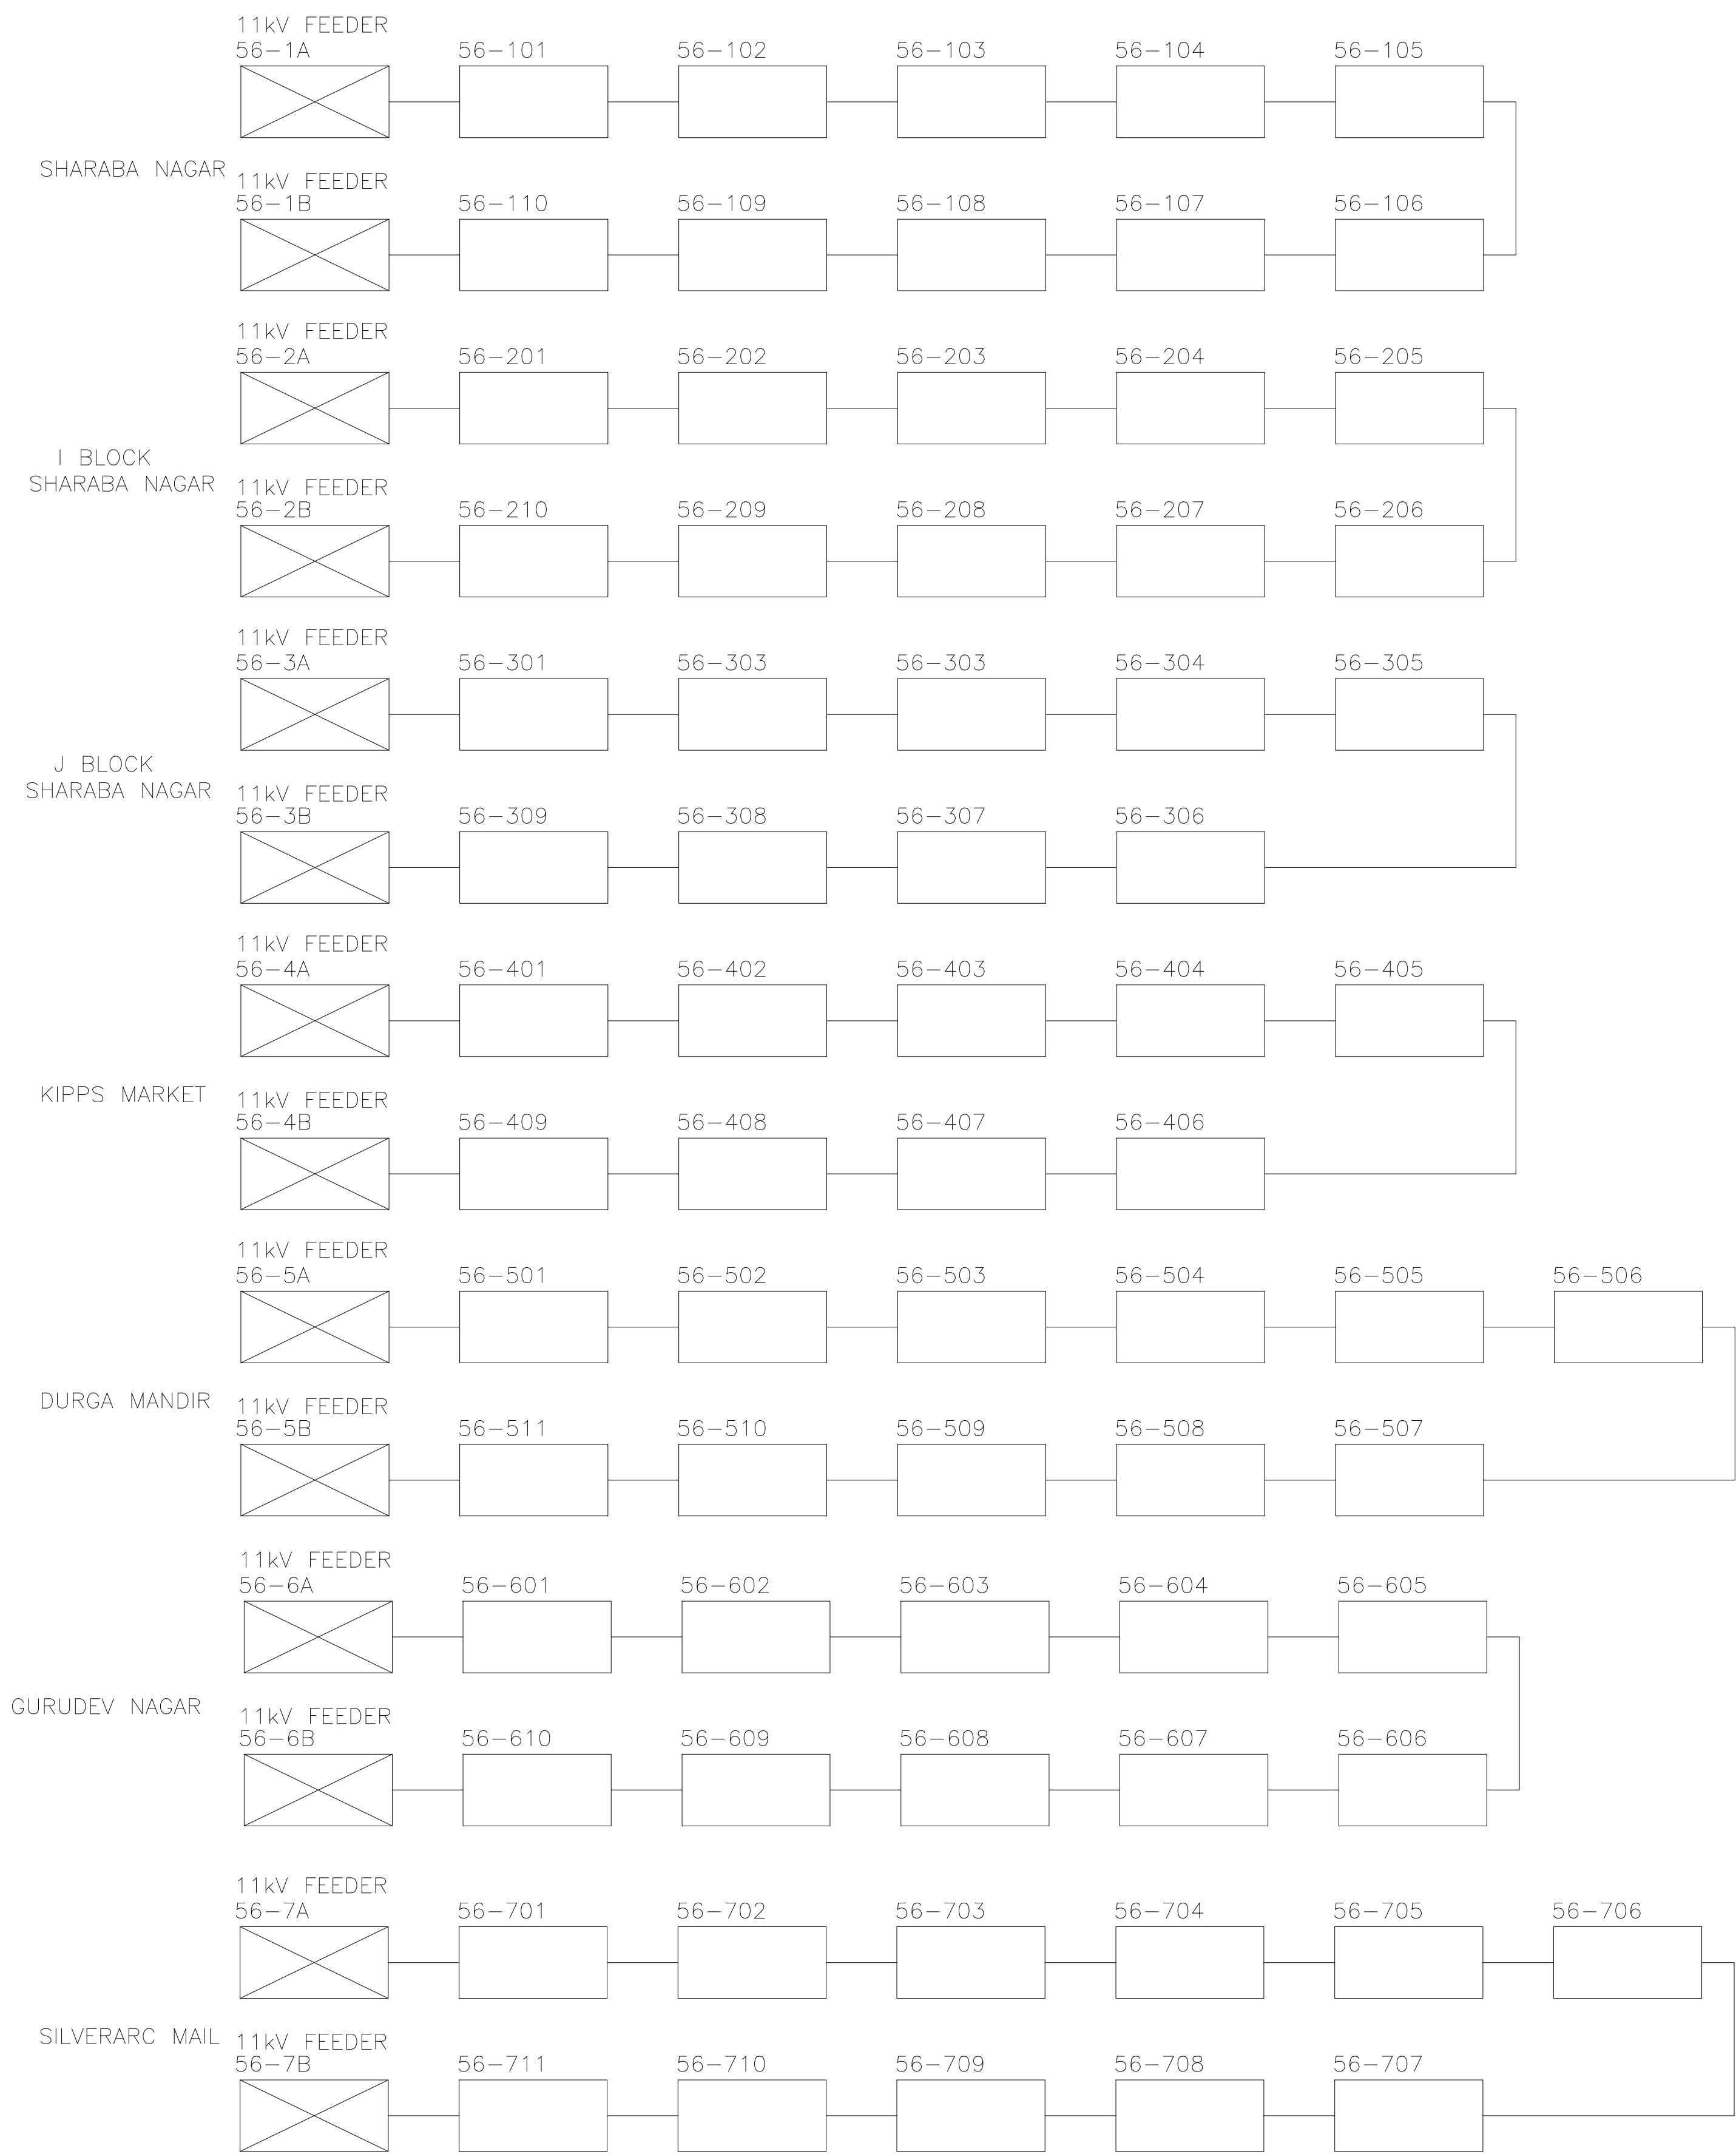 11kV FEEDER
56-1A 56-101 56-102 56-103 56-104 56-105
SHARABA NAGAR
11kV FEEDER
56-1B 56-110 56-109 56-108 56-107 56-106
11kV FEEDER
56-2A 56-201 56-202 56-203 56-204 56-205
I BLOCK
SHARABA NAGAR
11kV FEEDER
56-2B 56-210 56-209 56-208 56-207 56-206
11kV FEEDER
56-3A 56-301 56-303 56-303 56-304 56-305
J BLOCK
SHARABA NAGAR
11kV FEEDER
56-3B 56-309 56-308 56-307 56-306
11kV FEEDER
56-4A 56-401 56-402 56-403 56-404 56-405
KIPPS MARKET
11kV FEEDER
56-4B 56-409 56-408 56-407 56-406
11kV FEEDER
56-5A 56-501 56-502 56-503 56-504 56-505 56-506
DURGA MANDIR
11kV FEEDER
56-5B 56-511 56-510 56-509 56-508 56-507
11kV FEEDER
56-6A 56-601 56-602 56-603 56-604 56-605
GURUDEV NAGAR
11kV FEEDER
56-6B 56-610 56-609 56-608 56-607 56-606
11kV FEEDER
56-7A 56-701 56-702 56-703 56-704 56-705 56-706
SILVERARC MAIL
11kV FEEDER
56-7B 56-711 56-710 56-709 56-708 56-707